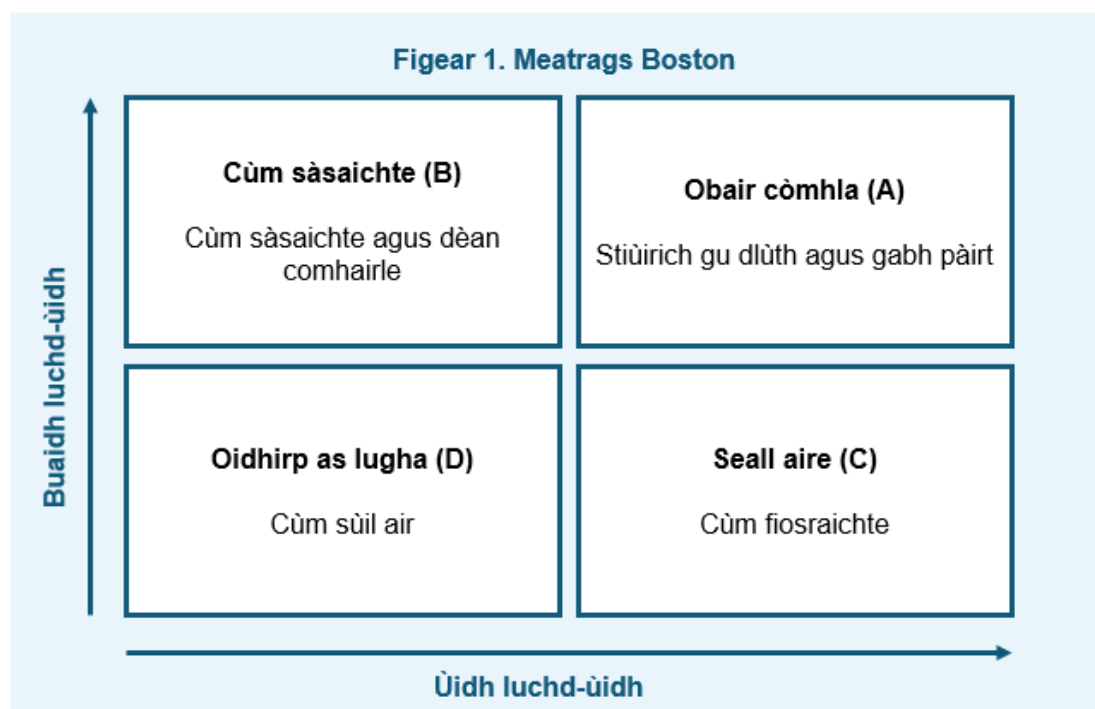 Figear 1. Meatrags Boston
Buaidh luchd-ùidh
Cùm sàsaichte (B)
Cùm sàsaichte agus dèan
comhairle
Obair còmhla (A)
Stiùirich gu dlùth agus gabh pàirt
Oidhirp as lugha (D)
Cùm sùil air
Seall aire (C)
Cùm fiosraichte
Ùidh luchd-ùidh